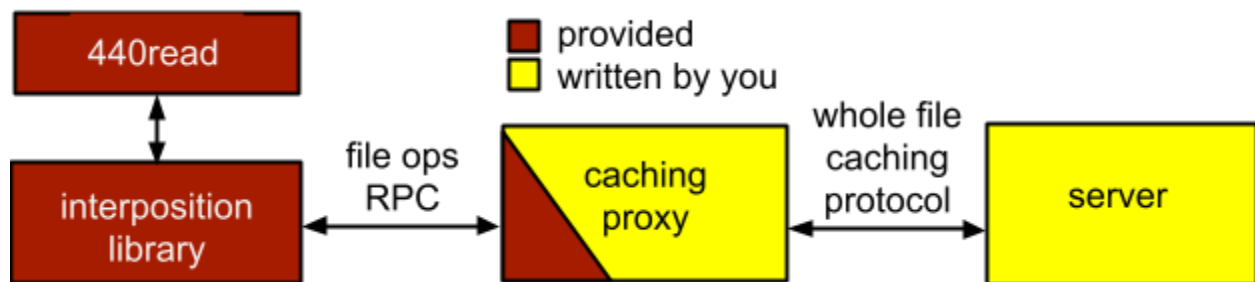 440read
provided
written by you
interposition
library
file ops
RPC
caching
proxy
whole file
caching
protocol
server